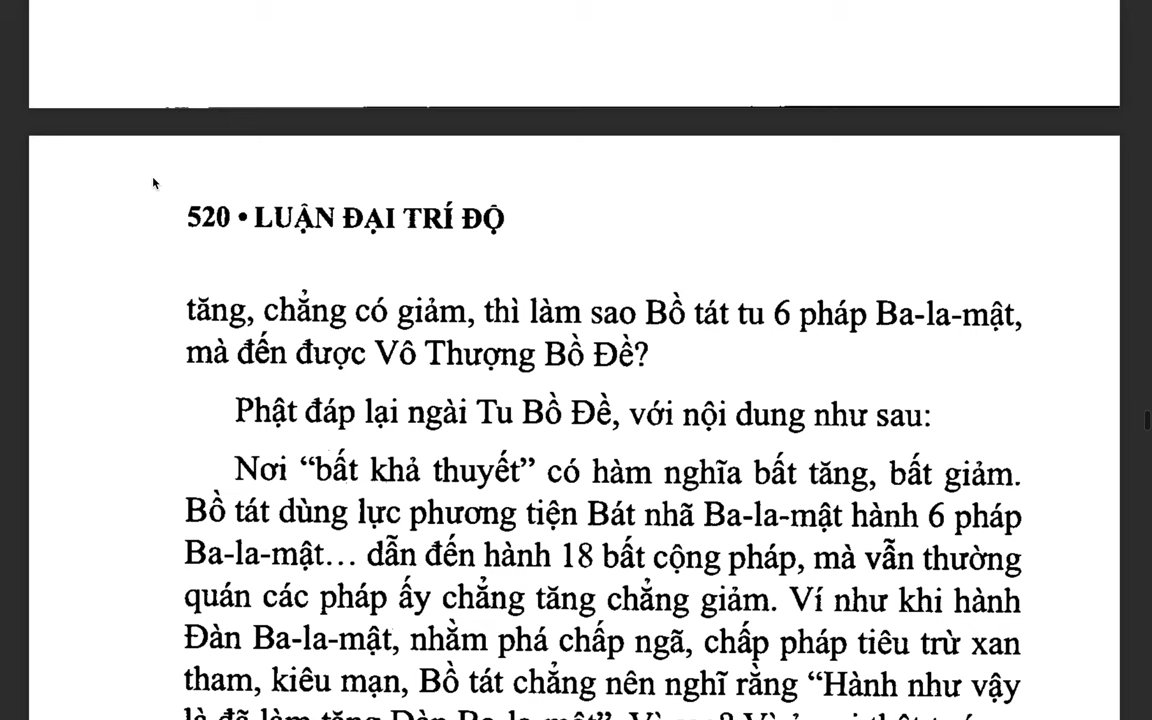 520 • LUẬN ĐẠI TRÍ ĐỘ
tăng, chẳng có giảm, thì làm sao Bồ tát tu 6 pháp Ba-la-mật,
mà đến được Vô Thượng Bồ Đề?
Phật đáp lại ngài Tu Bồ Đề, với nội dung như sau:
Nơi “bất khả thuyết” có hàm nghĩa bất tăng, bất giảm.
Bồ tát dùng lực phương tiện Bát nhã Ba-la-mật hành 6 pháp
Ba-la-mật… dẫn đến hành 18 bất cộng pháp, mà vẫn thường
quán các pháp ấy chẳng tăng chẳng giảm. Ví như khi hành
Đàn Ba-la-mật, nhằm phá chấp ngã, chấp pháp tiêu trừ xan
tham, kiêu mạn, Bồ tát chẳng nên nghĩ rằng “Hành như vậy